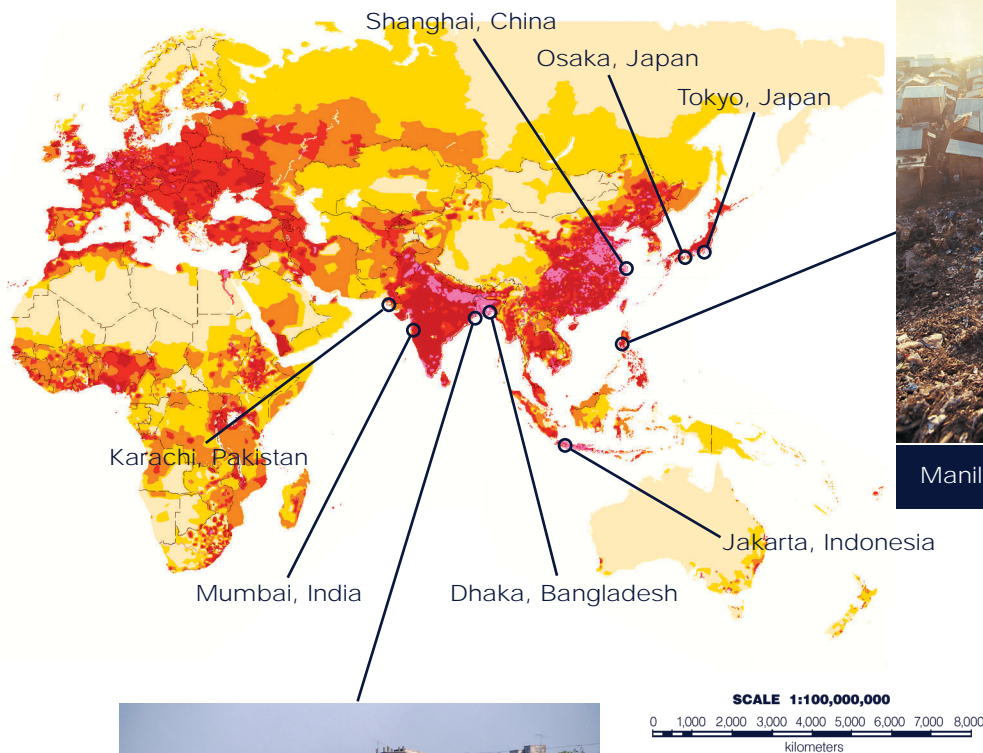 Shanghai, China
Osaka, Japan
Tokyo, Japan
Karachi, Pakistan
Manil
Jakarta, Indonesia
Mumbai, India
Dhaka, Bangladesh
SCALE 1:100,000,000
0 1,000 2,000 3,000 4,000 5,000 6,000 7,000 8,000
kilometers